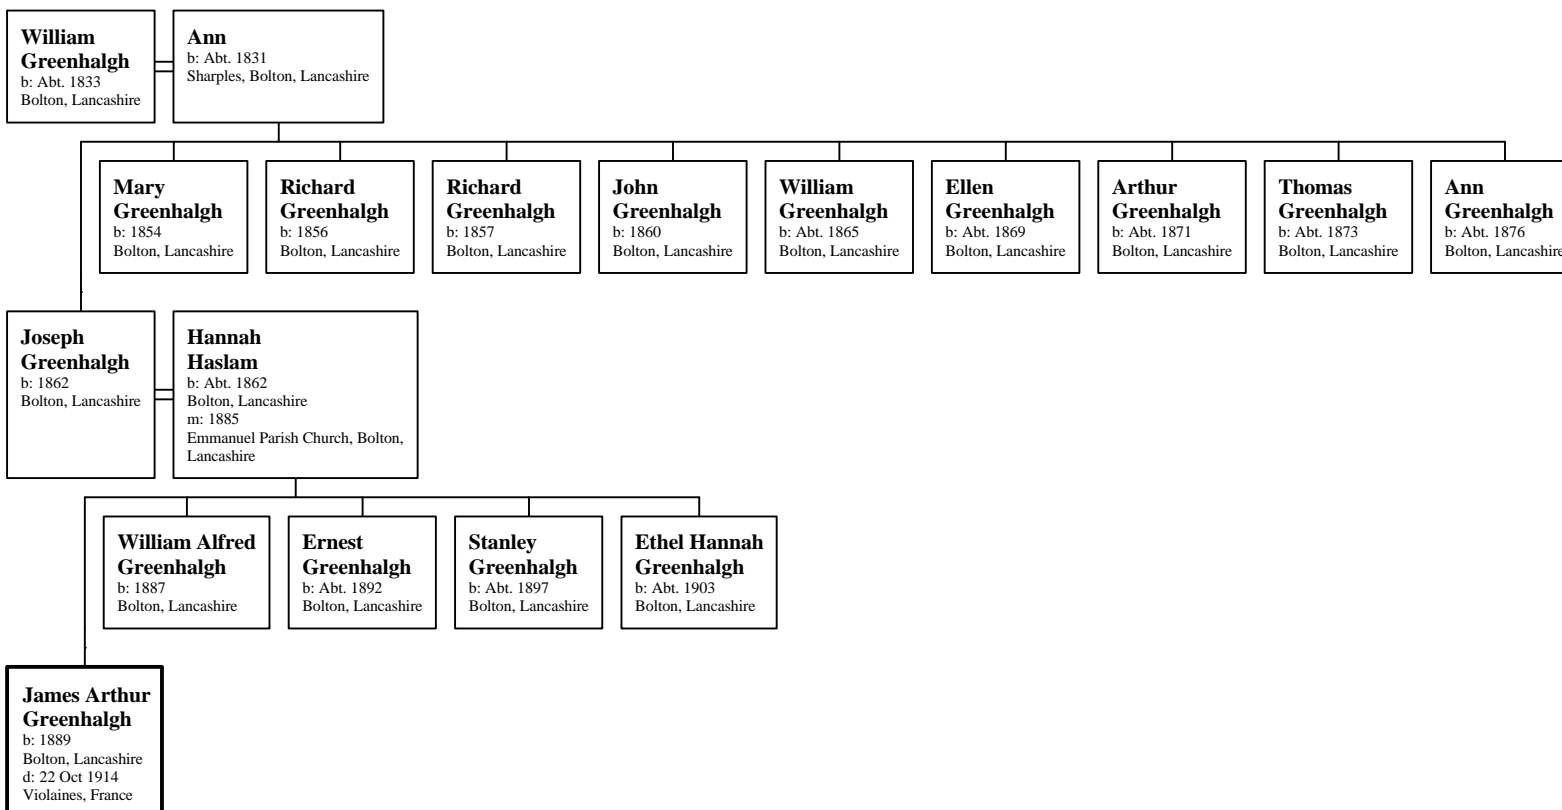 William
Greenhalgh
b: Abt. 1833
Bolton, Lancashire
Ann
b: Abt. 1831
Sharples, Bolton, Lancashire
Mary
Greenhalgh
b: 1854
Bolton, Lancashire
Richard
Greenhalgh
b: 1856
Bolton, Lancashire
Richard
Greenhalgh
b: 1857
Bolton, Lancashire
John
Greenhalgh
b: 1860
Bolton, Lancashire
William
Greenhalgh
b: Abt. 1865
Bolton, Lancashire
Ellen
Greenhalgh
b: Abt. 1869
Bolton, Lancashire
Arthur
Greenhalgh
b: Abt. 1871
Bolton, Lancashire
Thomas
Greenhalgh
b: Abt. 1873
Bolton, Lancashire
Ann
Greenhalgh
b: Abt. 1876
Bolton, Lancashire
Joseph
Greenhalgh
b: 1862
Bolton, Lancashire
Hannah
Haslam
b: Abt. 1862
Bolton, Lancashire
m: 1885
Emmanuel Parish Church, Bolton,
Lancashire
William Alfred
Greenhalgh
b: 1887
Bolton, Lancashire
Ernest
Greenhalgh
b: Abt. 1892
Bolton, Lancashire
Stanley
Greenhalgh
b: Abt. 1897
Bolton, Lancashire
Ethel Hannah
Greenhalgh
b: Abt. 1903
Bolton, Lancashire
James Arthur
Greenhalgh
b: 1889
Bolton, Lancashire
d: 22 Oct 1914
Violaines, France